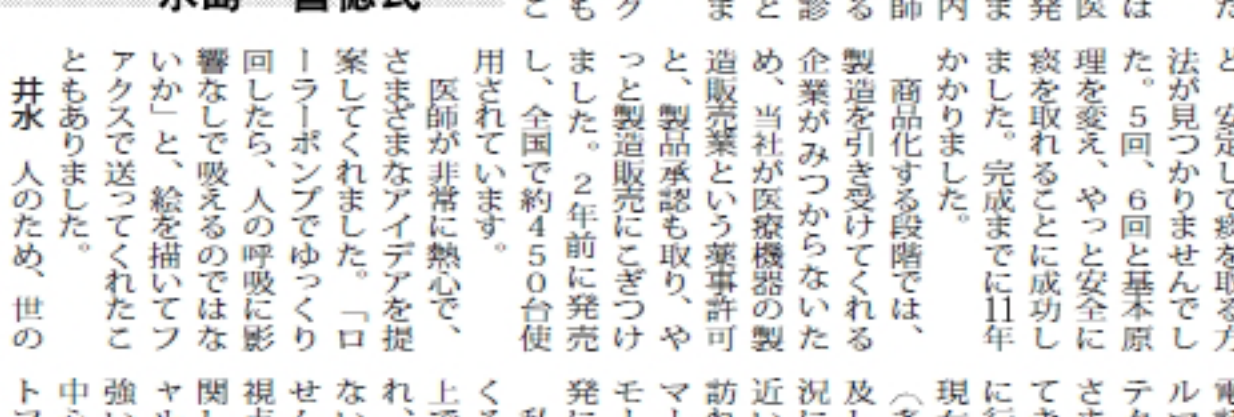 ど、安定して痰を取る方
法が見つかりませんでし
た。5回、6回と基本原
理を変え、やっと安全に
痰を取れることに成功し
ました。完成までに11年
かかりました。
商品化する段階では、
製造を引き受けてくれる
企業がみつからないた
め、当社が医療機器の製
造販売業という薬事許可
と、製品承認も取り、や
っと製造販売にこぎつけ
ました。2年前に発売
し、全国で約450台使
用されています。
医師が非常に熱心で、
さまざまなアイデアを提
案してくれました。「ロ
ーラーポンプでゆっくり
回したら、人の呼吸に影
響なしで吸えるのではな
いか」と、絵を描いてフ
ァクスで送ってくれたこ
ともありました。
井水 人のため、世の